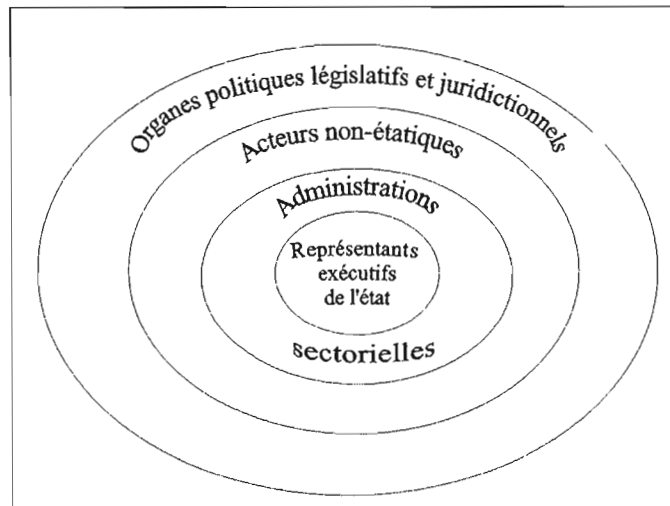 Organes politiques législatifs et juridictionnels
Acteurs non-étatiques
Administrations
Représentants
exécutifs
de l'état
sectorielles